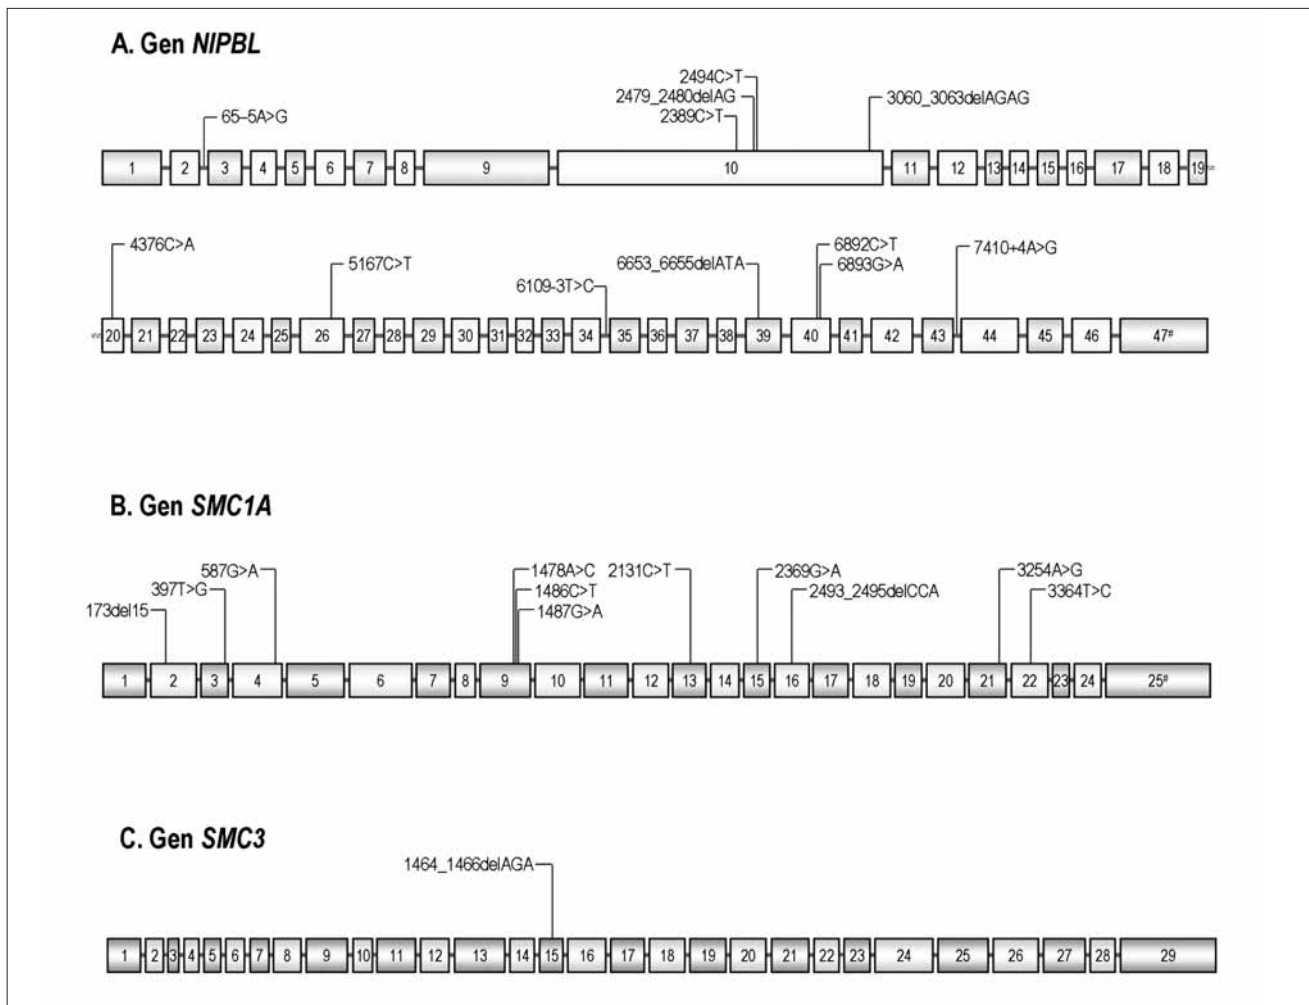 A. Gen NIPBL
2494C>T
2479_2480delAG
3060_3063delAGAG
65–5A>G
2389C>T
1 2 3 4 5 6 7 8 9 10 11 12 13 14 15 16 17 18 19
4376C>A
6892C>T
7410+4A>G
5167C>T
6653_6655delATA
6893G>A
6109-3T>C
20 21 22 23 24 25 26 27 28 29 30 31 32 33 34 35 36 37 38 39 40 41 42 43 44 45 46 47#
B. Gen SMC1A
587G>A
1478A>C
2131C>T
2369G>A
3254A>G
397T>G
1486C>T
2493_2495delCCA
3364T>C
173del15
1487G>A
1 2 3 4 5 6 7 8 9 10 11 12 13 14 15 16 17 18 19 20 21 22 23 24 25#
C. Gen SMC3
1464_1466delAGA
1 2 3 4 5 6 7 8 9 10 11 12 13 14 15 16 17 18 19 20 21 22 23 24 25 26 27 28 29